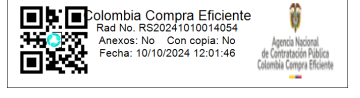 Colombia Compra Eficiente
Rad No. RS20241010014054
Anexos: No Con copia: No
Fecha: 10/10/2024 12:01:46
Agencia Nacional
de Contratación Pública
Colombia Compra Eficiente